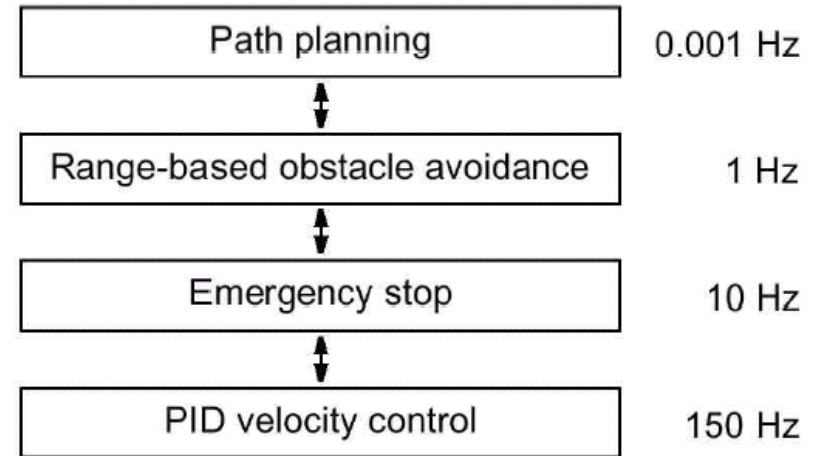 Path planning 0.001 Hz
Range-based obstacle avoidance 1 Hz
Emergency stop 10 Hz
PID velocity control 150 Hz